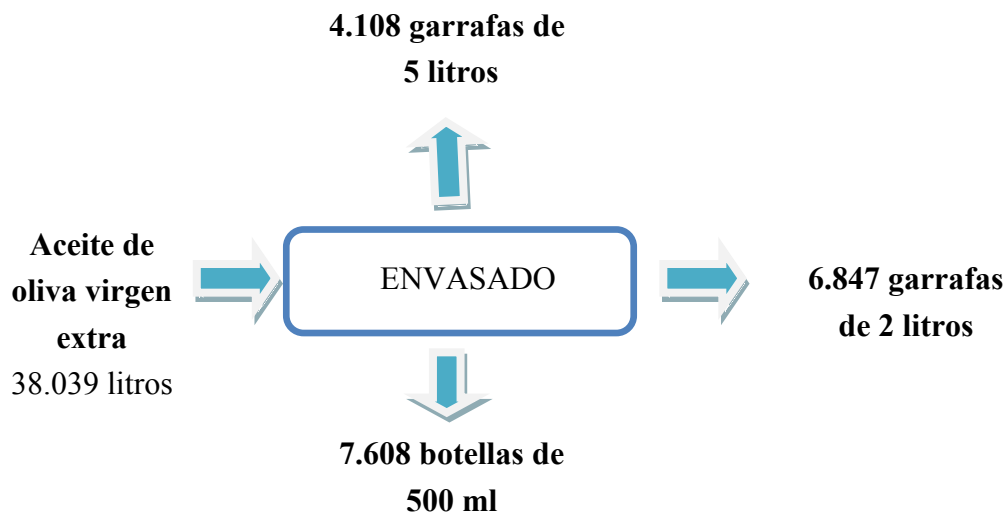 4.108 garrafas de
5 litros
Aceite de
oliva virgen
extra
38.039 litros
ENVASADO
6.847 garrafas
de 2 litros
7.608 botellas de
500 ml